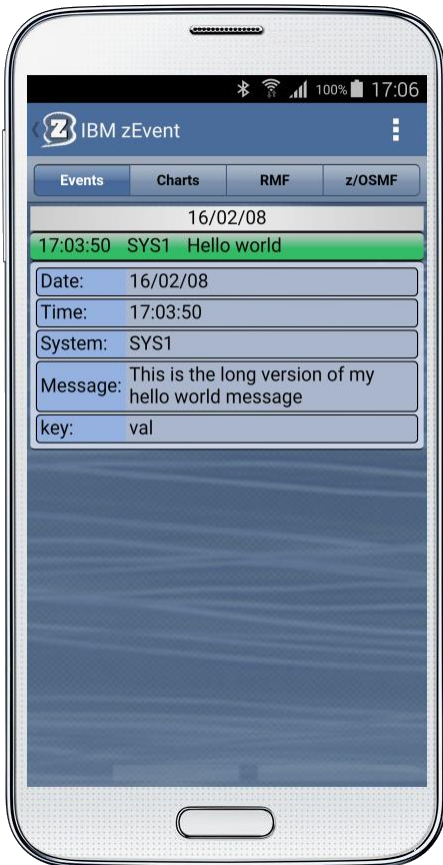 100% 17:06
Z IBM zEvent
Events Charts RMF z/OSMF
16/02/08
17:03:50 SYS1 Hello world
Date: 16/02/08
Time: 17:03:50
System: SYS1
Message: This is the long version of my
hello world message
key: val